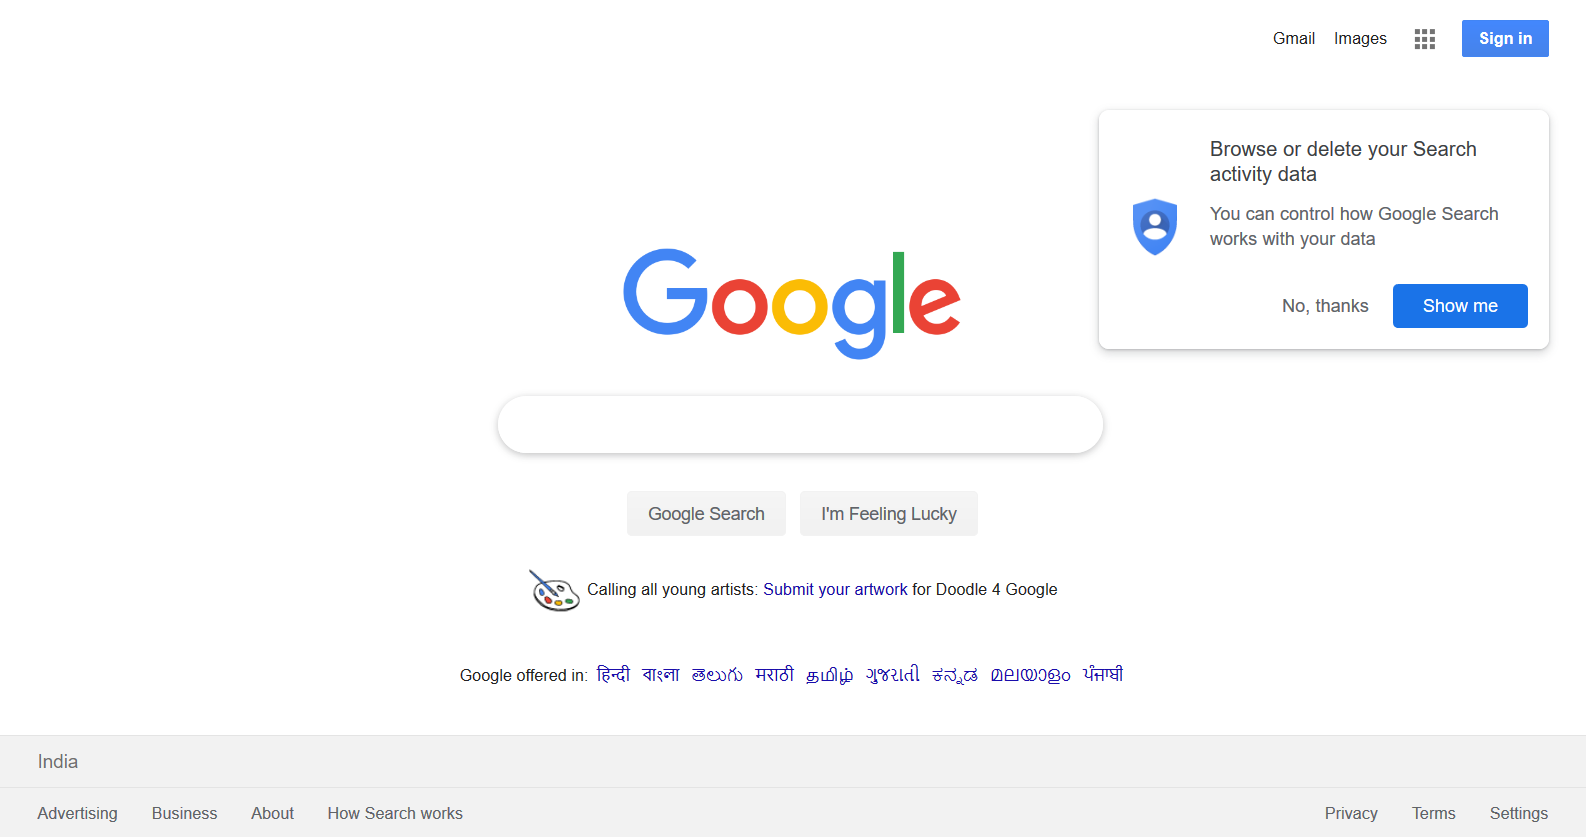 Gmail Images Sign in
Browse or delete your Search
activity data
You can control how Google Search
works with your data
No, thanks Show me
Google
Google Search I'm Feeling Lucky
Calling all young artists: Submit your artwork for Doodle 4 Google
Google offered in: हिन्दी বাংলা తెలుగు मराठी தமிழ் ગુજરાતી ಕನ್ನಡ മലയാളം ਪੰਜਾਬੀ
India
Advertising Business About How Search works Privacy Terms Settings